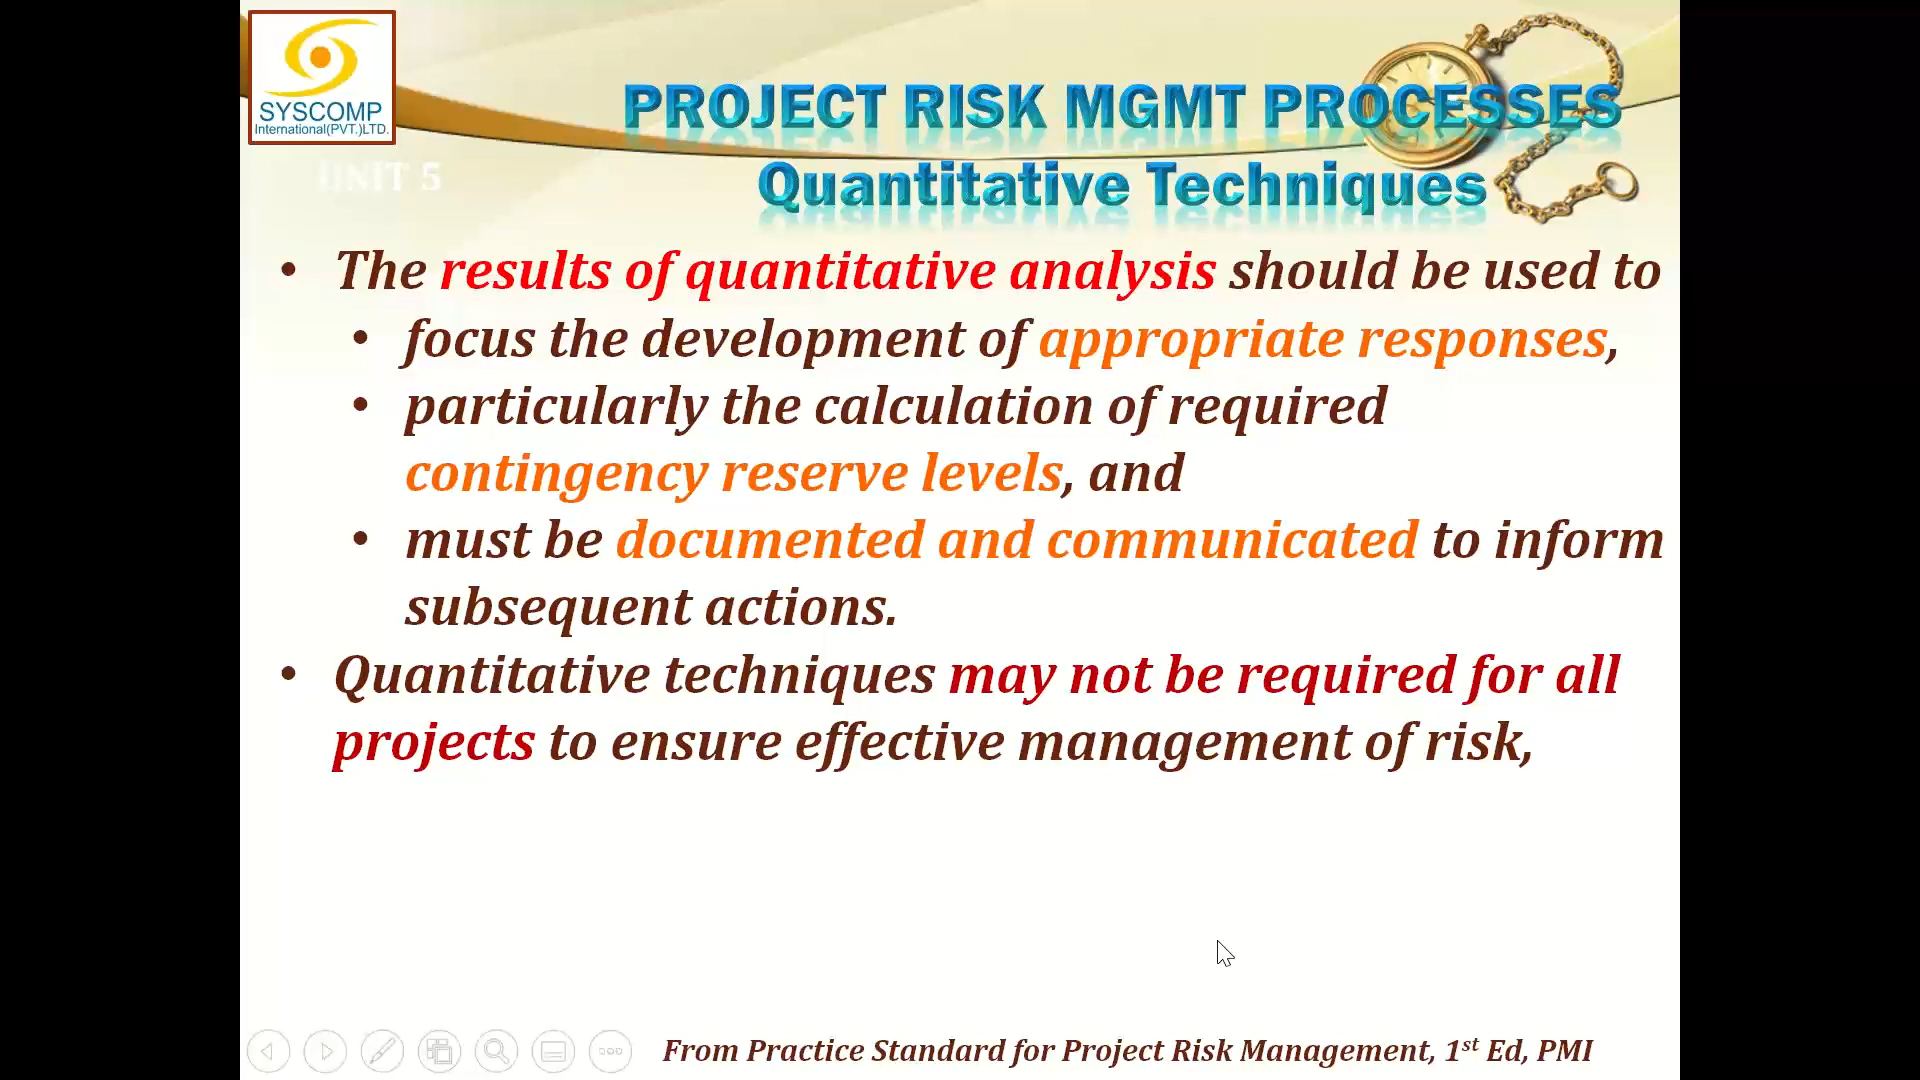 SYSCOMP
International(PVT.)LTD.
UNIT 5
PROJECT RISK MGMT PROCESSES
Quantitative Techniques
• The results of quantitative analysis should be used to
• focus the development of appropriate responses,
• particularly the calculation of required
contingency reserve levels, and
• must be documented and communicated to inform
subsequent actions.
• Quantitative techniques may not be required for all
projects to ensure effective management of risk,
From Practice Standard for Project Risk Management, 1st Ed, PMI